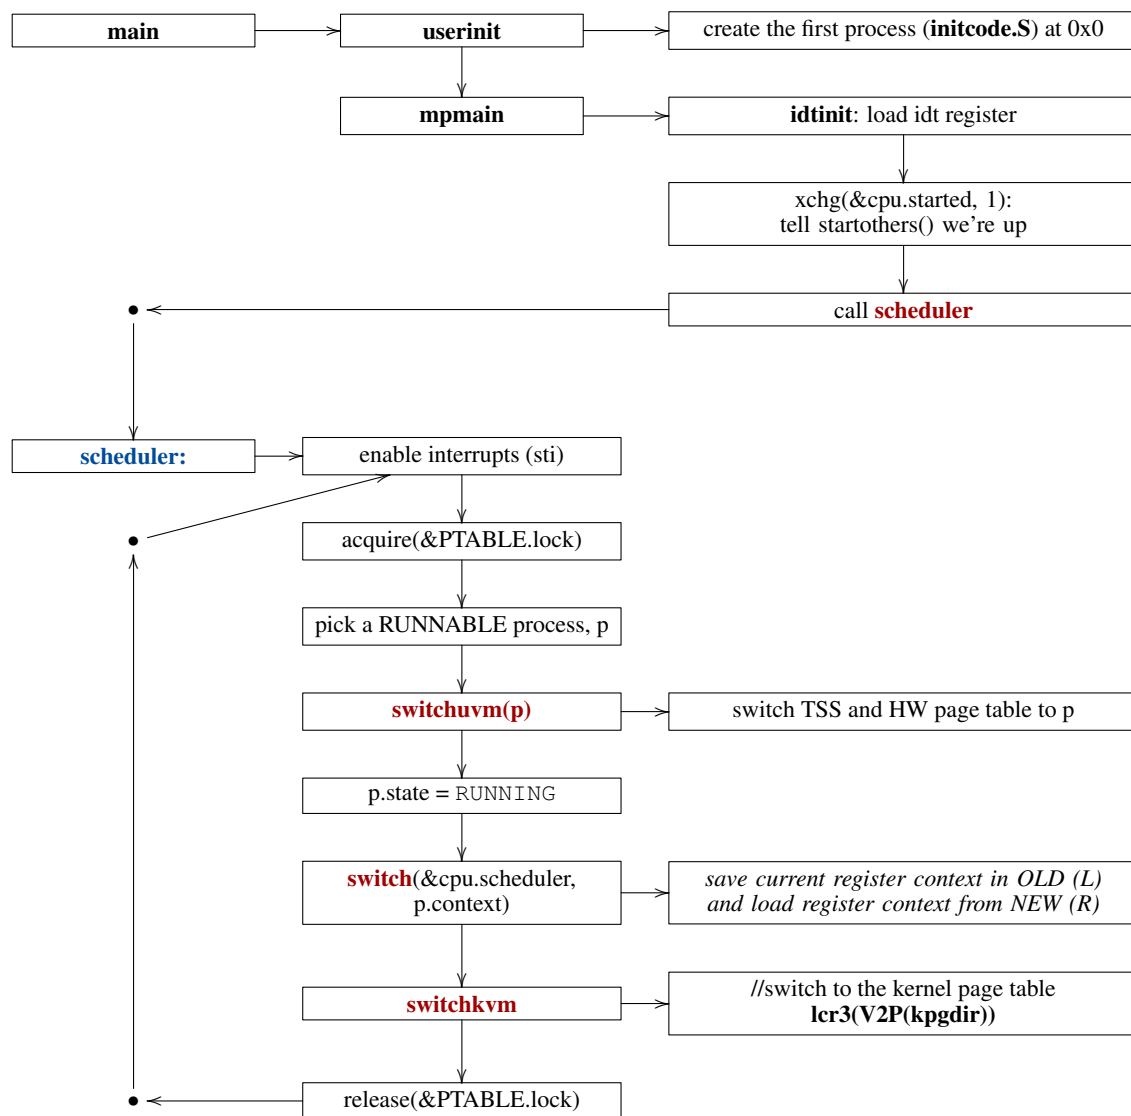 main
userinit
create the first process (initcode.S) at 0x0
mpmain
idtinit: load idt register
xchg(&cpu.started, 1):
tell startothers() we're up
call scheduler
scheduler:
enable interrupts (sti)
acquire(&PTABLE.lock)
pick a RUNNABLE process, p
switchuvm(p)
switch TSS and HW page table to p
p.state = RUNNING
switch(&cpu.scheduler,
p.context)
save current register context in OLD (L)
and load register context from NEW (R)
switchkvm
//switch to the kernel page table
lcr3(V2P(kpgdir))
release(&PTABLE.lock)